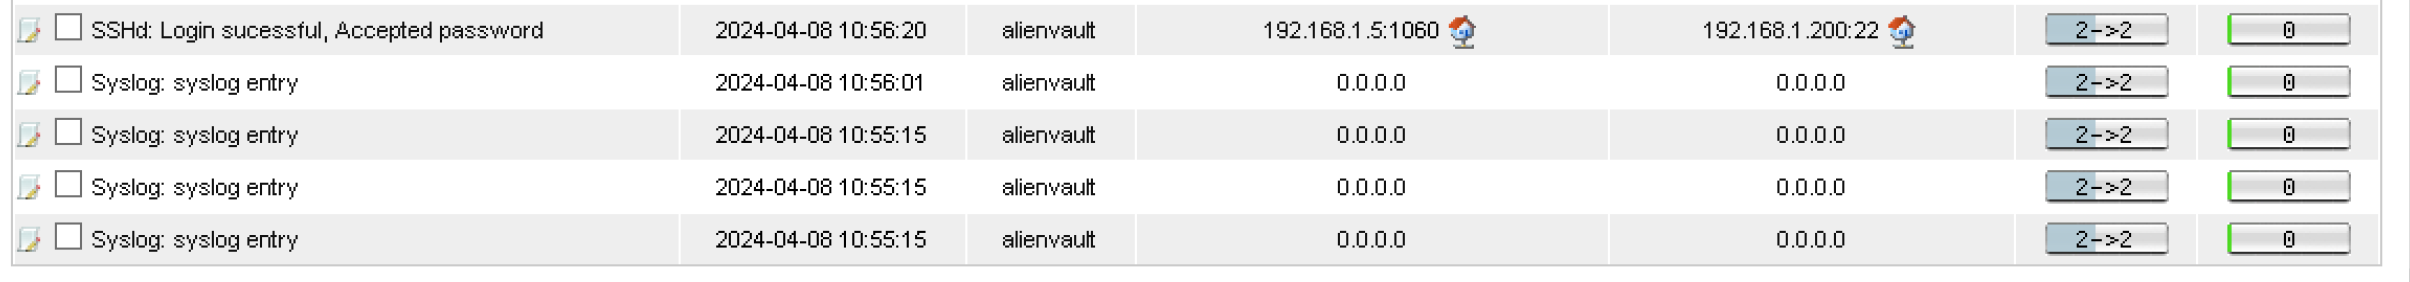 SSHd: Login sucessful, Accepted password 2024-04-08 10:56:20 alienvault 192.168.1.5:1060 192.168.1.200:22 2->2 0
Syslog: syslog entry 2024-04-08 10:56:01 alienvault 0.0.0.0 0.0.0.0 2->2 0
Syslog: syslog entry 2024-04-08 10:55:15 alienvault 0.0.0.0 0.0.0.0 2->2 0
Syslog: syslog entry 2024-04-08 10:55:15 alienvault 0.0.0.0 0.0.0.0 2->2 0
Syslog: syslog entry 2024-04-08 10:55:15 alienvault 0.0.0.0 0.0.0.0 2->2 0